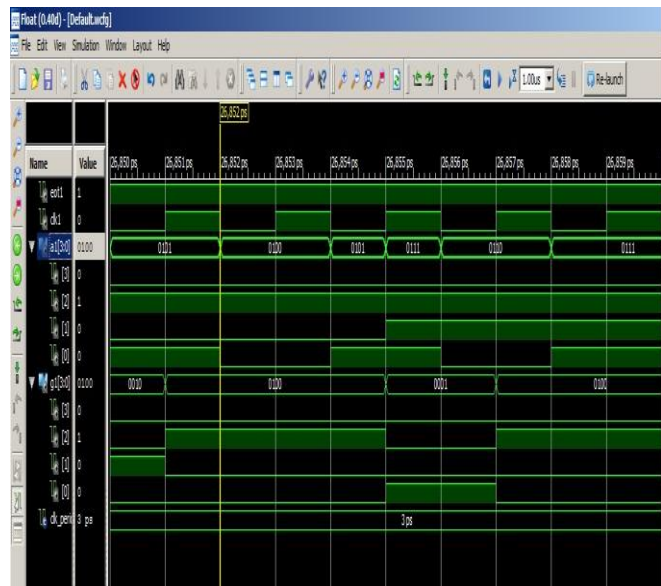 Float (0.40d) - [Default.wcfg]
File Edit View Simulation Window Layout Help
1.00us Re-launch
26,852 ps
Name Value 26,850 ps 26,851 ps 26,852 ps 26,853 ps 26,854 ps 26,855 ps 26,856 ps 26,857 ps 26,858 ps 26,859 ps
eot1 1
clk1 0
a1[3:0] 0100 0101 0100 0101 0111 0110 0111
[3] 0
[2] 1
[1] 0
[0] 0
g1[3:0] 0100 0010 0100 0001 0100
[3] 0
[2] 1
[1] 0
[0] 0
clk_peric 3 ps 3 ps